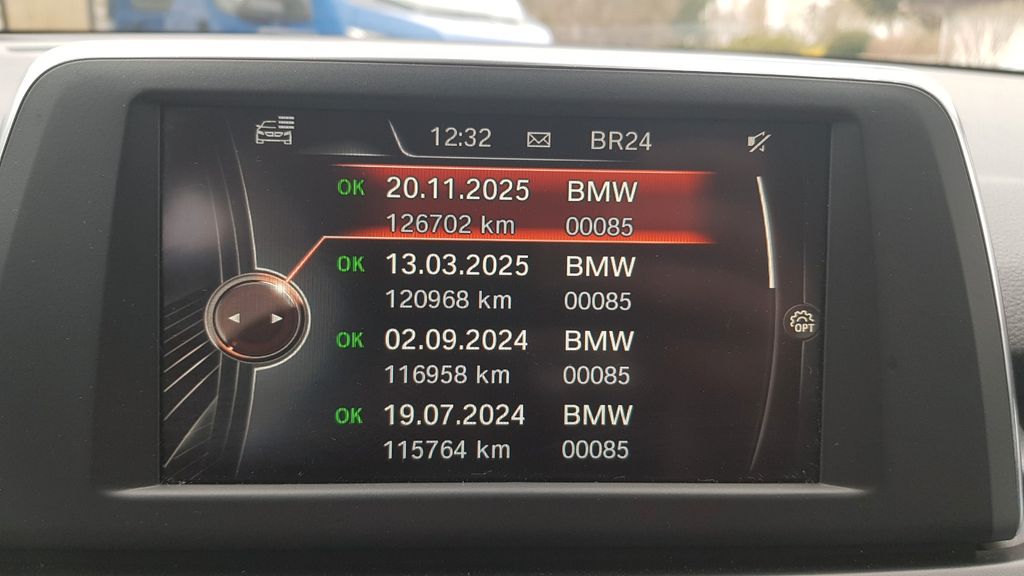 12:32 BR24
OK 20.11.2025 BMW
126702 km 00085
OK 13.03.2025 BMW
120968 km 00085
OK 02.09.2024 BMW
116958 km 00085
OPT
OK 19.07.2024 BMW
115764 km 00085